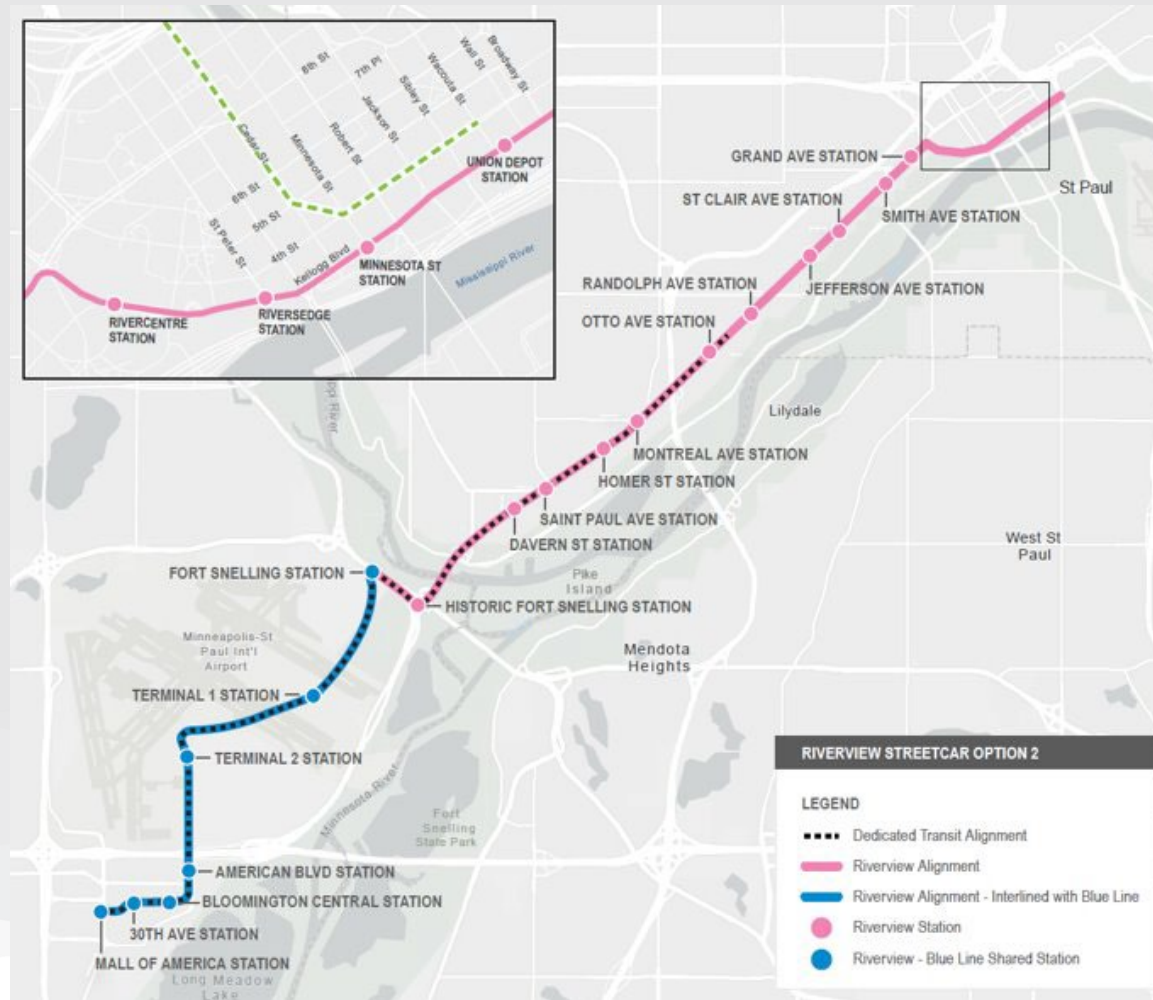 8th St
7th Pl
Wall St
Broadway St
Wacouta St
Sibley St
Jackson St
Robert St
Minnesota St
Cedar St
6th St
5th St
4th St
St Peter St
Kellogg Blvd
Mississippi River
UNION DEPOT
STATION
MINNESOTA ST
STATION
RIVERSEDGE
STATION
RIVERCENTRE
STATION
GRAND AVE STATION
St Paul
ST CLAIR AVE STATION
SMITH AVE STATION
RANDOLPH AVE STATION
JEFFERSON AVE STATION
OTTO AVE STATION
ppi River
Lilydale
MONTREAL AVE STATION
HOMER ST STATION
SAINT PAUL AVE STATION
DAVERN ST STATION
West St
Paul
FORT SNELLING STATION
Pike
Island
HISTORIC FORT SNELLING STATION
Minneapolis-St
Paul Int'l
Airport
Mendota
Heights
TERMINAL 1 STATION
TERMINAL 2 STATION
Minnesota River
Fort
Snelling
State Park
AMERICAN BLVD STATION
BLOOMINGTON CENTRAL STATION
30TH AVE STATION
MALL OF AMERICA STATION
Long Meadow
Lake
RIVERVIEW STREETCAR OPTION 2
LEGEND
Dedicated Transit Alignment
Riverview Alignment
Riverview Alignment - Interlined with Blue Line
Riverview Station
Riverview - Blue Line Shared Station